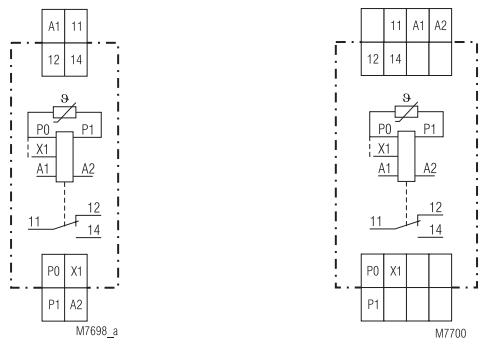 A1 11
12 14
ϑ
P0 P1
X1
A1 A2
12
11
14
P0 X1
P1 A2
M7698_a
11 A1 A2
12 14
ϑ
P0 P1
X1
A1 A2
12
11
14
P0 X1
P1
M7700